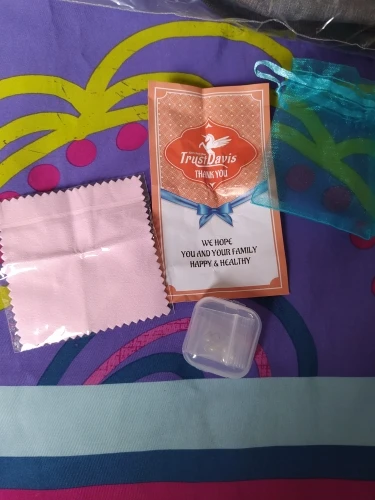 TrustDavis
THANK YOU
WE HOPE
YOU AND YOUR FAMILY
HAPPY & HEALTHY